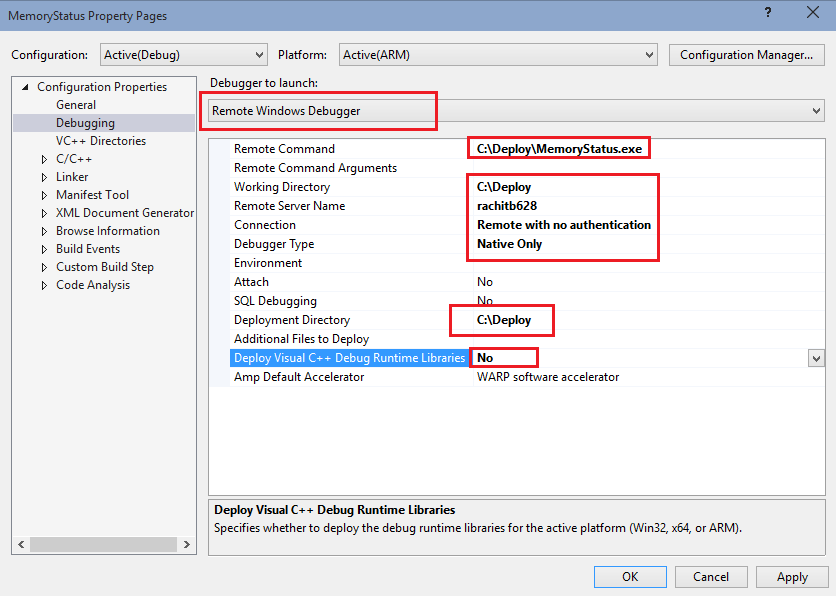 MemoryStatus Property Pages
?
Configuration: Active(Debug) Platform: Active(ARM) Configuration Manager...
Configuration Properties
General
Debugging
VC++ Directories
C/C++
Linker
Manifest Tool
XML Document Generator
Browse Information
Build Events
Custom Build Step
Code Analysis
Debugger to launch:
Remote Windows Debugger
Remote Command C:\Deploy\MemoryStatus.exe
Remote Command Arguments
Working Directory C:\Deploy
Remote Server Name rachitb628
Connection Remote with no authentication
Debugger Type Native Only
Environment
Attach No
SQL Debugging No
Deployment Directory C:\Deploy
Additional Files to Deploy
Deploy Visual C++ Debug Runtime Libraries No
Amp Default Accelerator WARP software accelerator
Deploy Visual C++ Debug Runtime Libraries
Specifies whether to deploy the debug runtime libraries for the active platform (Win32, x64, or ARM).
OK Cancel Apply